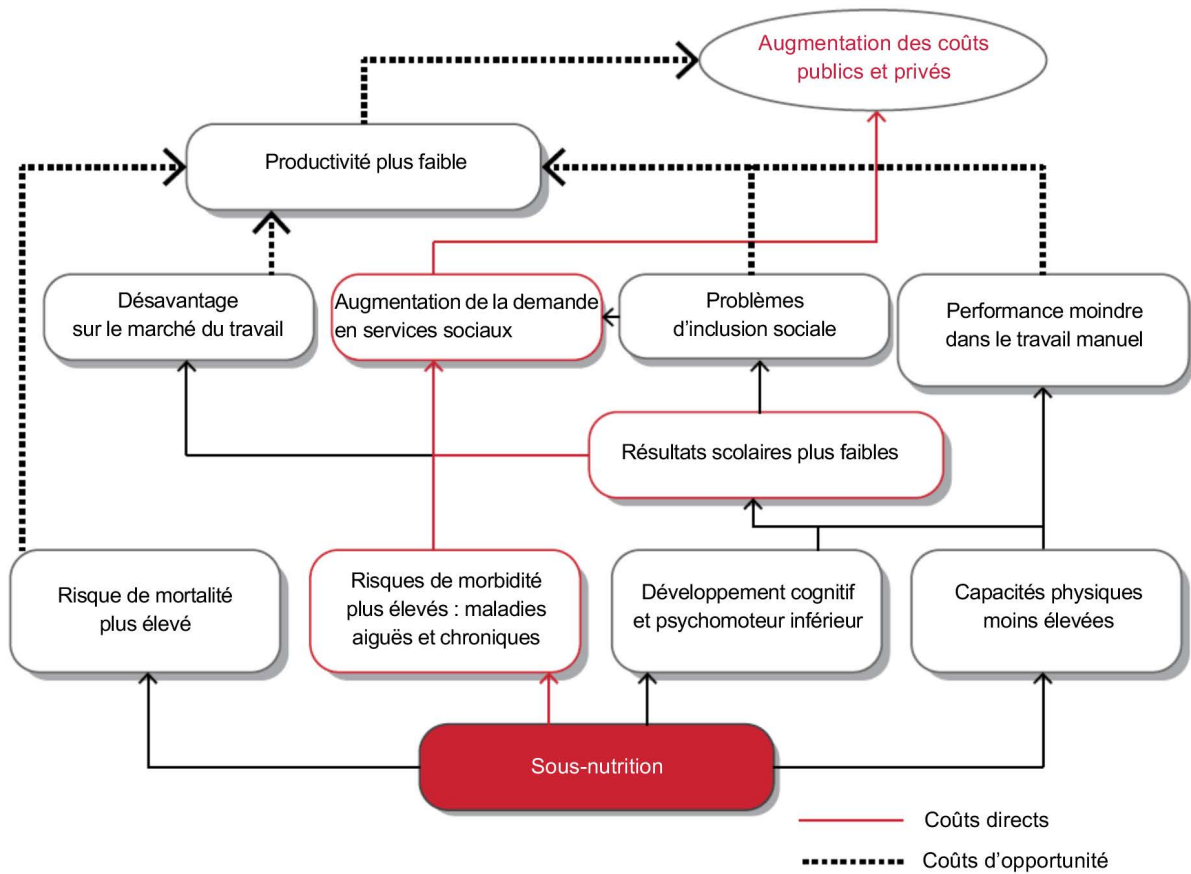 Augmentation des coûts
publics et privés
Productivité plus faible
Désavantage
sur le marché du travail
Augmentation de la demande
en services sociaux
Problèmes
d’inclusion sociale
Performance moindre
dans le travail manuel
Résultats scolaires plus faibles
Risque de mortalité
plus élevé
Risques de morbidité
plus élevés : maladies
aiguës et chroniques
Développement cognitif
et psychomoteur inférieur
Capacités physiques
moins élevées
Sous-nutrition
Coûts directs
Coûts d’opportunité